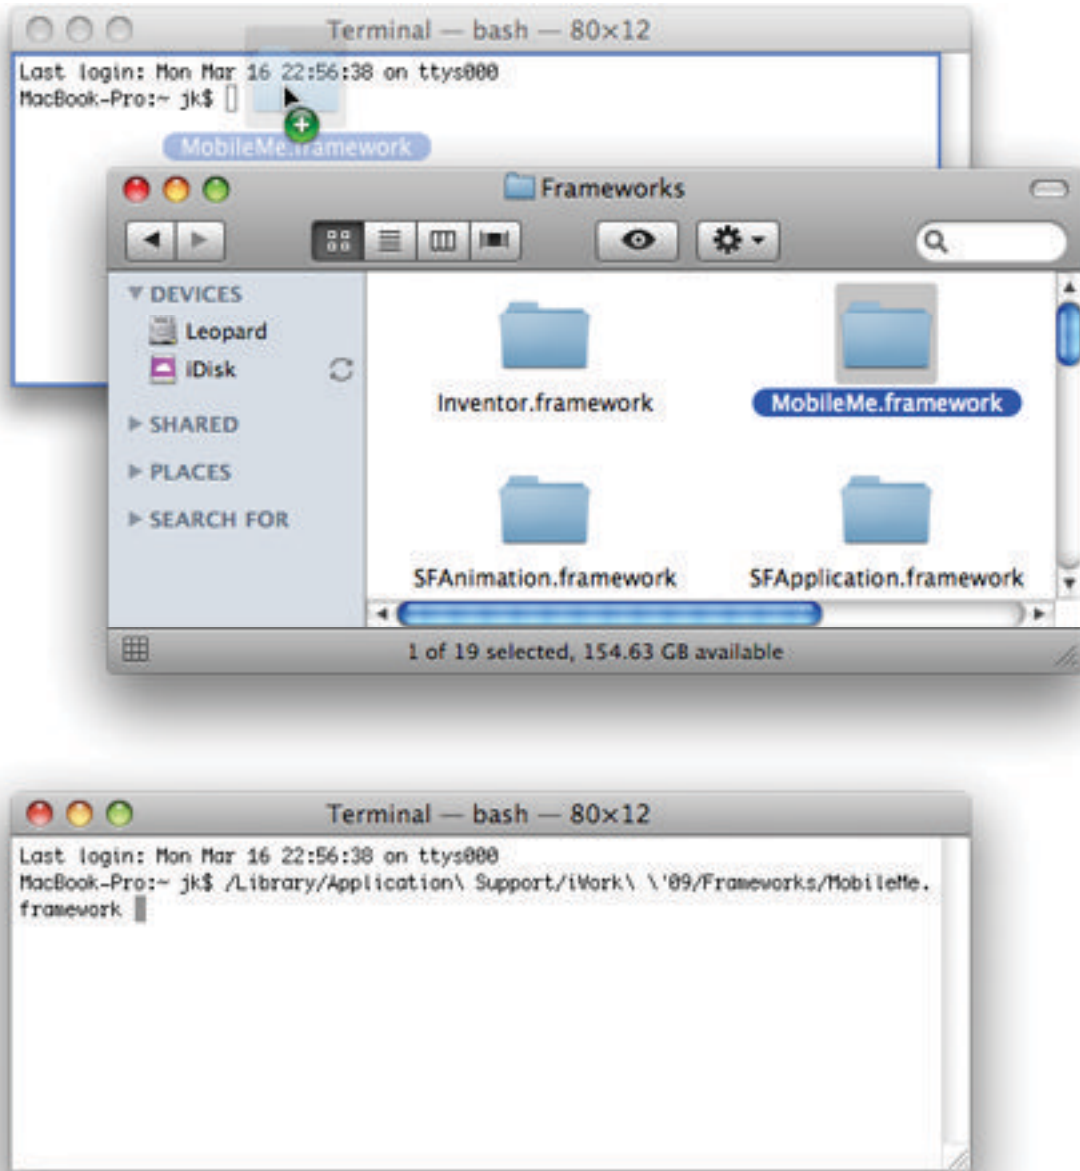 Terminal — bash — 80×12
Last login: Mon Mar 16 22:56:38 on ttys000
MacBook-Pro:~ jk$
MobileMe.framework
Frameworks
DEVICES
Leopard
iDisk
SHARED
PLACES
SEARCH FOR
Inventor.framework
MobileMe.framework
SFAnimation.framework
SFApplication.framework
1 of 19 selected, 154.63 GB available
Terminal — bash — 80×12
Last login: Mon Mar 16 22:56:38 on ttys000
MacBook-Pro:~ jk$ /Library/Application\ Support/iWork\ \'09/Frameworks/MobileMe.
framework